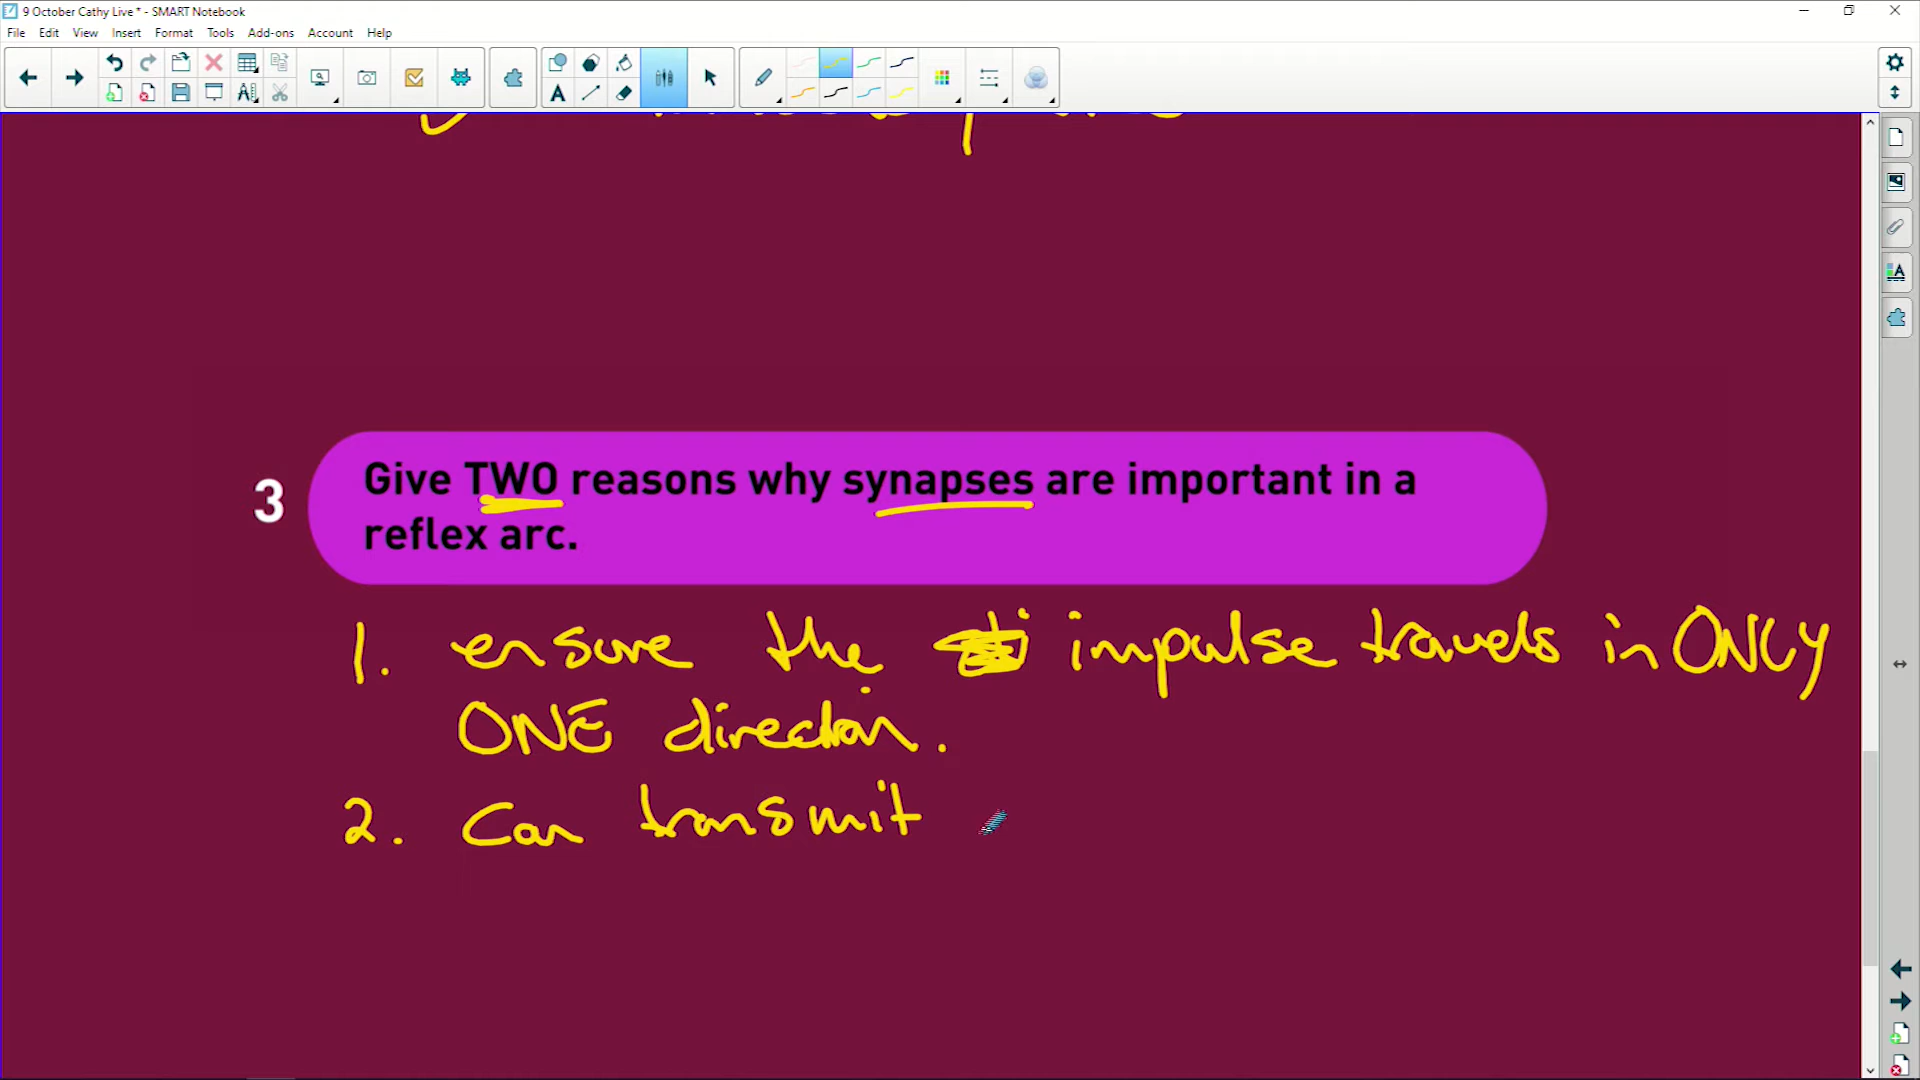 9 October Cathy Live * - SMART Notebook
File Edit View Insert Format Tools Add-ons Account Help
3
Give TWO reasons why synapses are important in a
reflex arc.
1. ensure the impulse travels in ONLY
ONE direction.
2. Can transmit